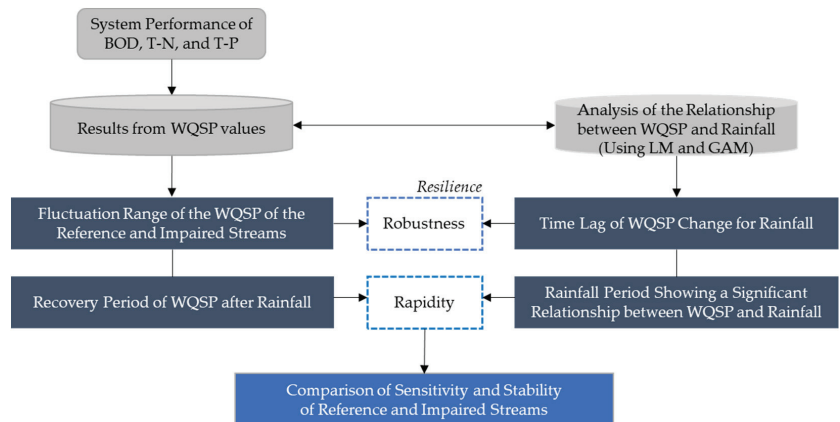 System Performance of
BOD, T-N, and T-P
Results from WQSP values
Analysis of the Relationship
between WQSP and Rainfall
(Using LM and GAM)
Resilience
Fluctuation Range of the WQSP of the
Reference and Impaired Streams
Robustness
Time Lag of WQSP Change for Rainfall
Recovery Period of WQSP after Rainfall
Rapidity
Rainfall Period Showing a Significant
Relationship between WQSP and Rainfall
Comparison of Sensitivity and Stability
of Reference and Impaired Streams